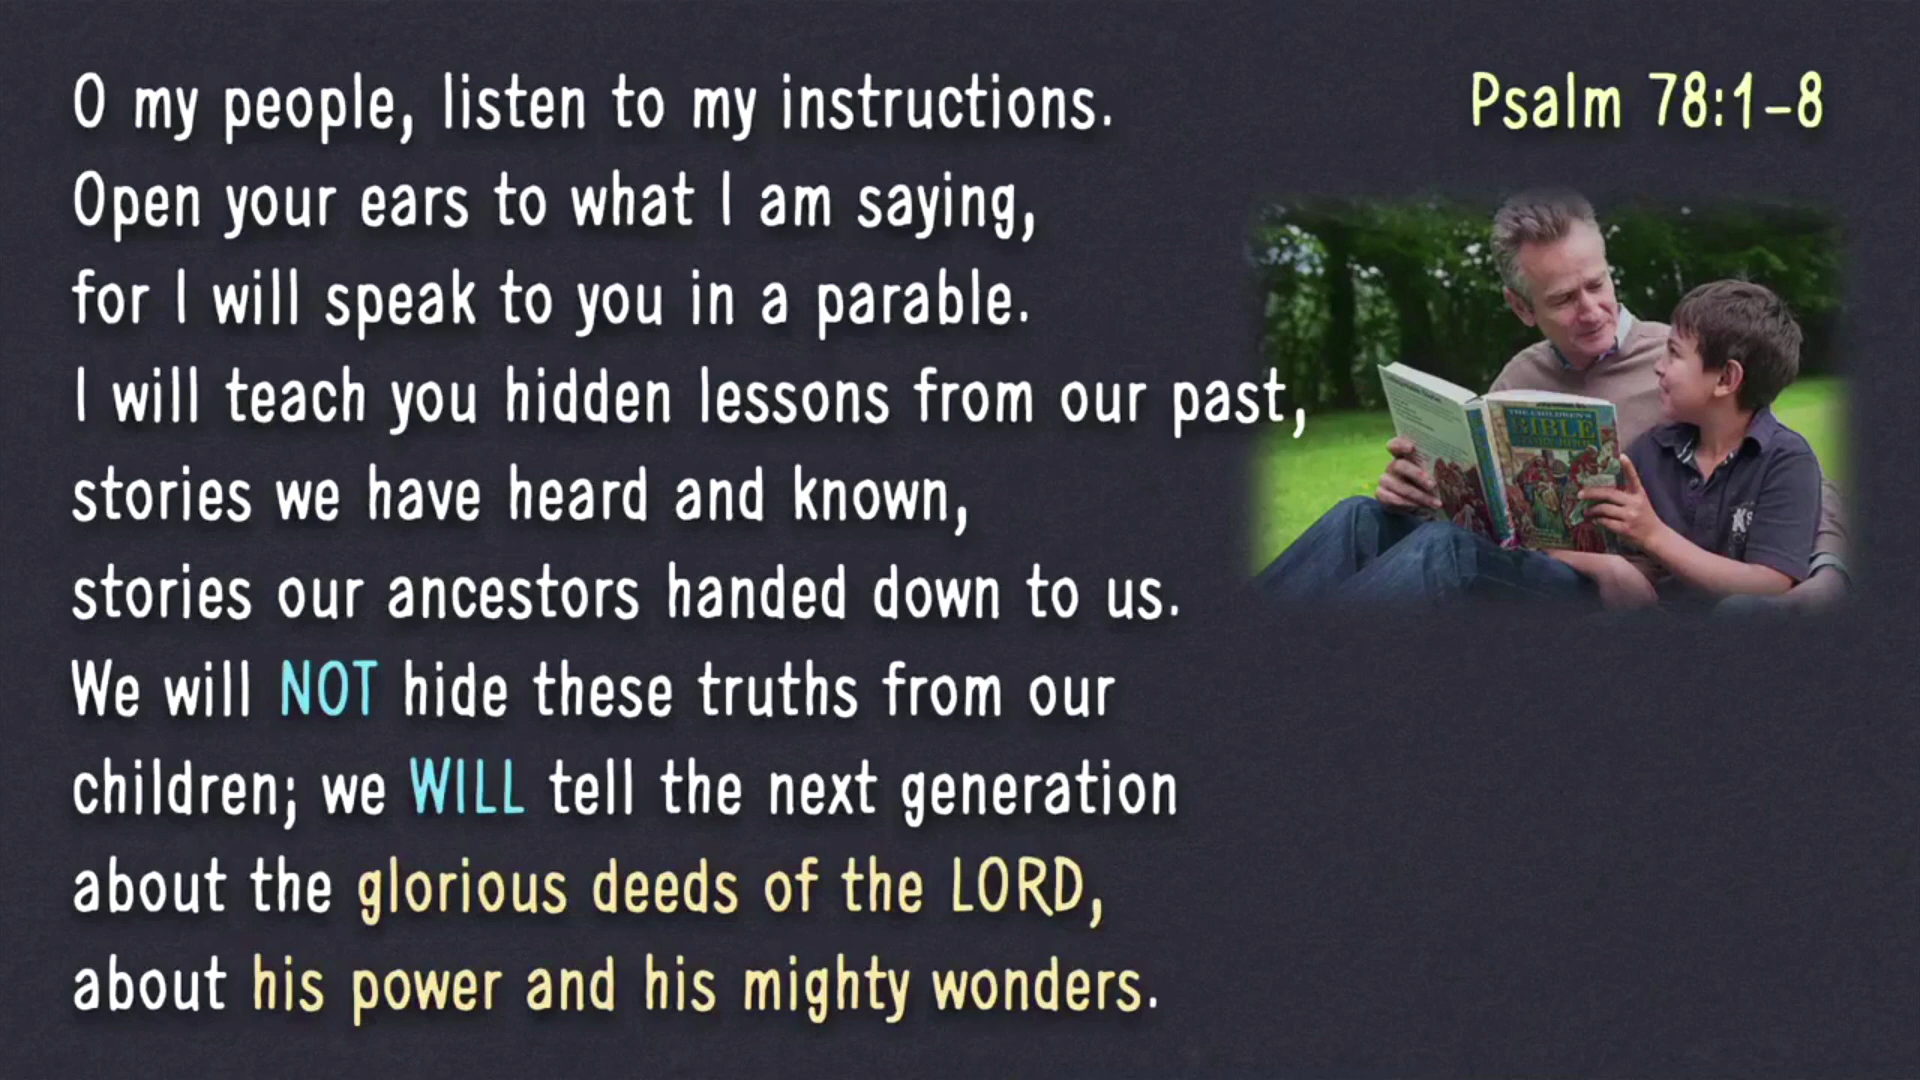 O my people, listen to my instructions.
Psalm 78:1-8
Open your ears to what I am saying,
for I will speak to you in a parable.
I will teach you hidden lessons from our past,
stories we have heard and known,
stories our ancestors handed down to us.
We will NOT hide these truths from our
children; we WILL tell the next generation
about the glorious deeds of the LORD,
about his power and his mighty wonders.
THE CHILDREN'S
BIBLE